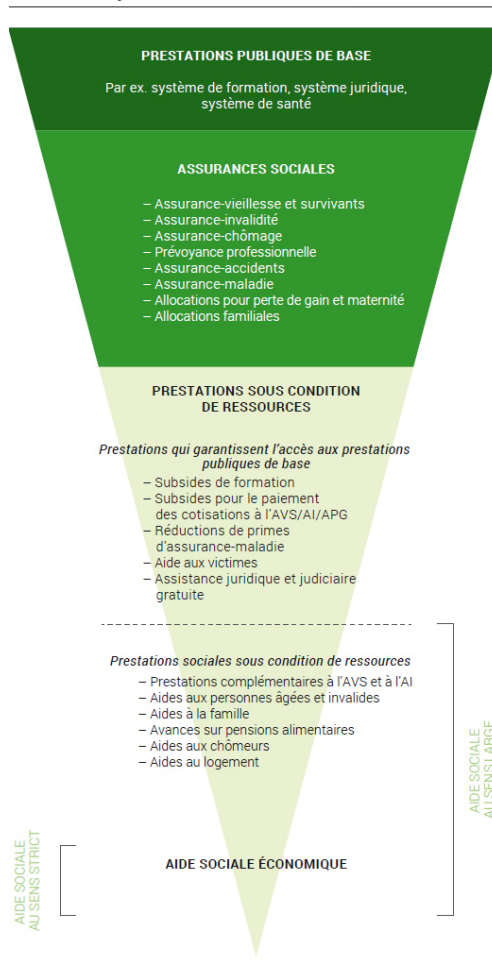 PRESTATIONS PUBLIQUES DE BASE
Par ex. système de formation, système juridique,
système de santé
ASSURANCES SOCIALES
– Assurance-vieillesse et survivants
– Assurance-invalidité
– Assurance-chômage
– Prévoyance professionnelle
– Assurance-accidents
– Assurance-maladie
– Allocations pour perte de gain et maternité
– Allocations familiales
PRESTATIONS SOUS CONDITION
DE RESSOURCES
Prestations qui garantissent l'accès aux prestations
publiques de base
– Subsides de formation
– Subsides pour le paiement
des cotisations à l'AVS/AI/APG
– Réductions de primes
d'assurance-maladie
– Aide aux victimes
– Assistance juridique et judiciaire
gratuite
Prestations sociales sous condition de ressources
– Prestations complémentaires à l'AVS et à l'AI
– Aides aux personnes âgées et invalides
– Aides à la famille
– Avances sur pensions alimentaires
– Aides aux chômeurs
– Aides au logement
AIDE SOCIALE
AU SENS LARGE
AIDE SOCIALE ÉCONOMIQUE
AIDE SOCIALE
AU SENS STRICT